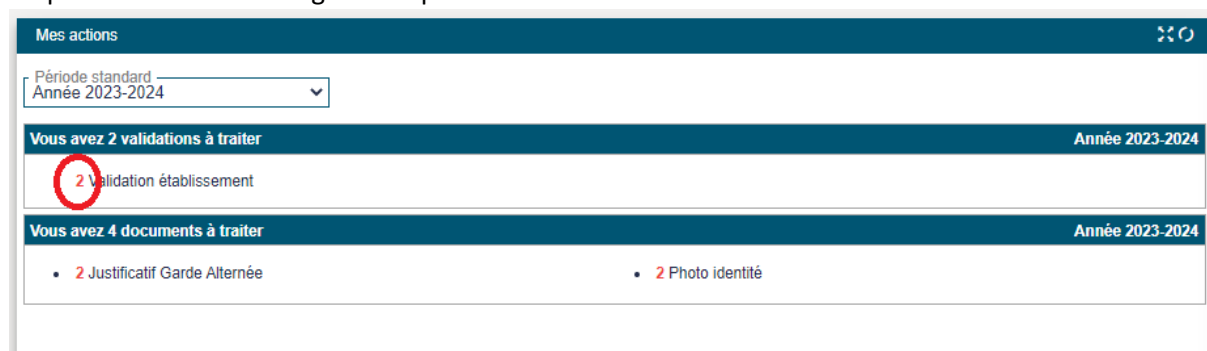 Mes actions
Période standard
Année 2023-2024
Vous avez 2 validations à traiter Année 2023-2024
2 Validation établissement
Vous avez 4 documents à traiter Année 2023-2024
• 2 Justificatif Garde Alternée • 2 Photo identité